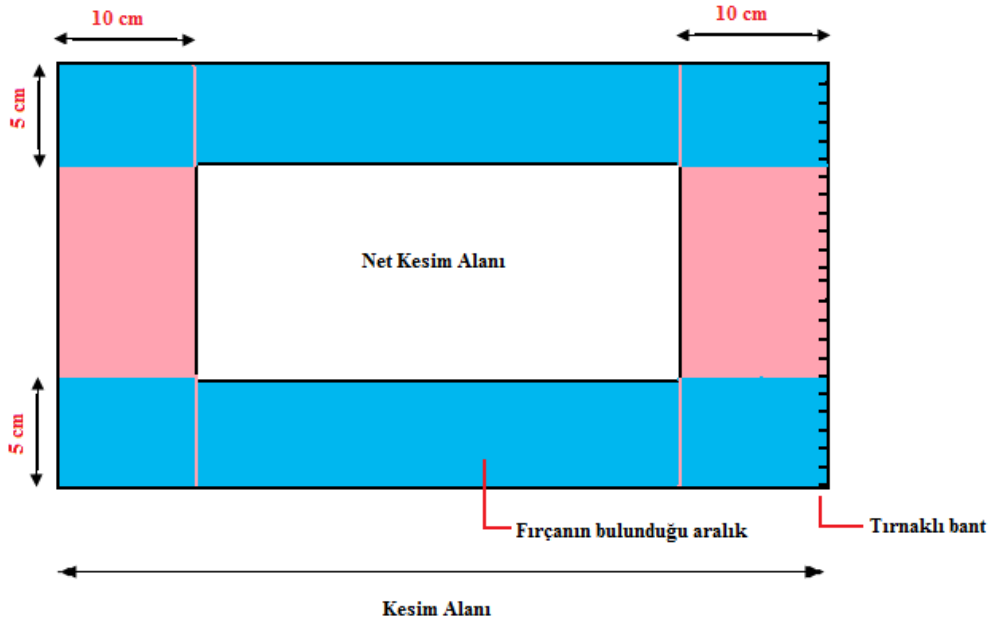 10 cm
10 cm
5 cm
Net Kesim Alanı
5 cm
Fırçanın bulunduğu aralık
Tırnaklı bant
Kesim Alanı